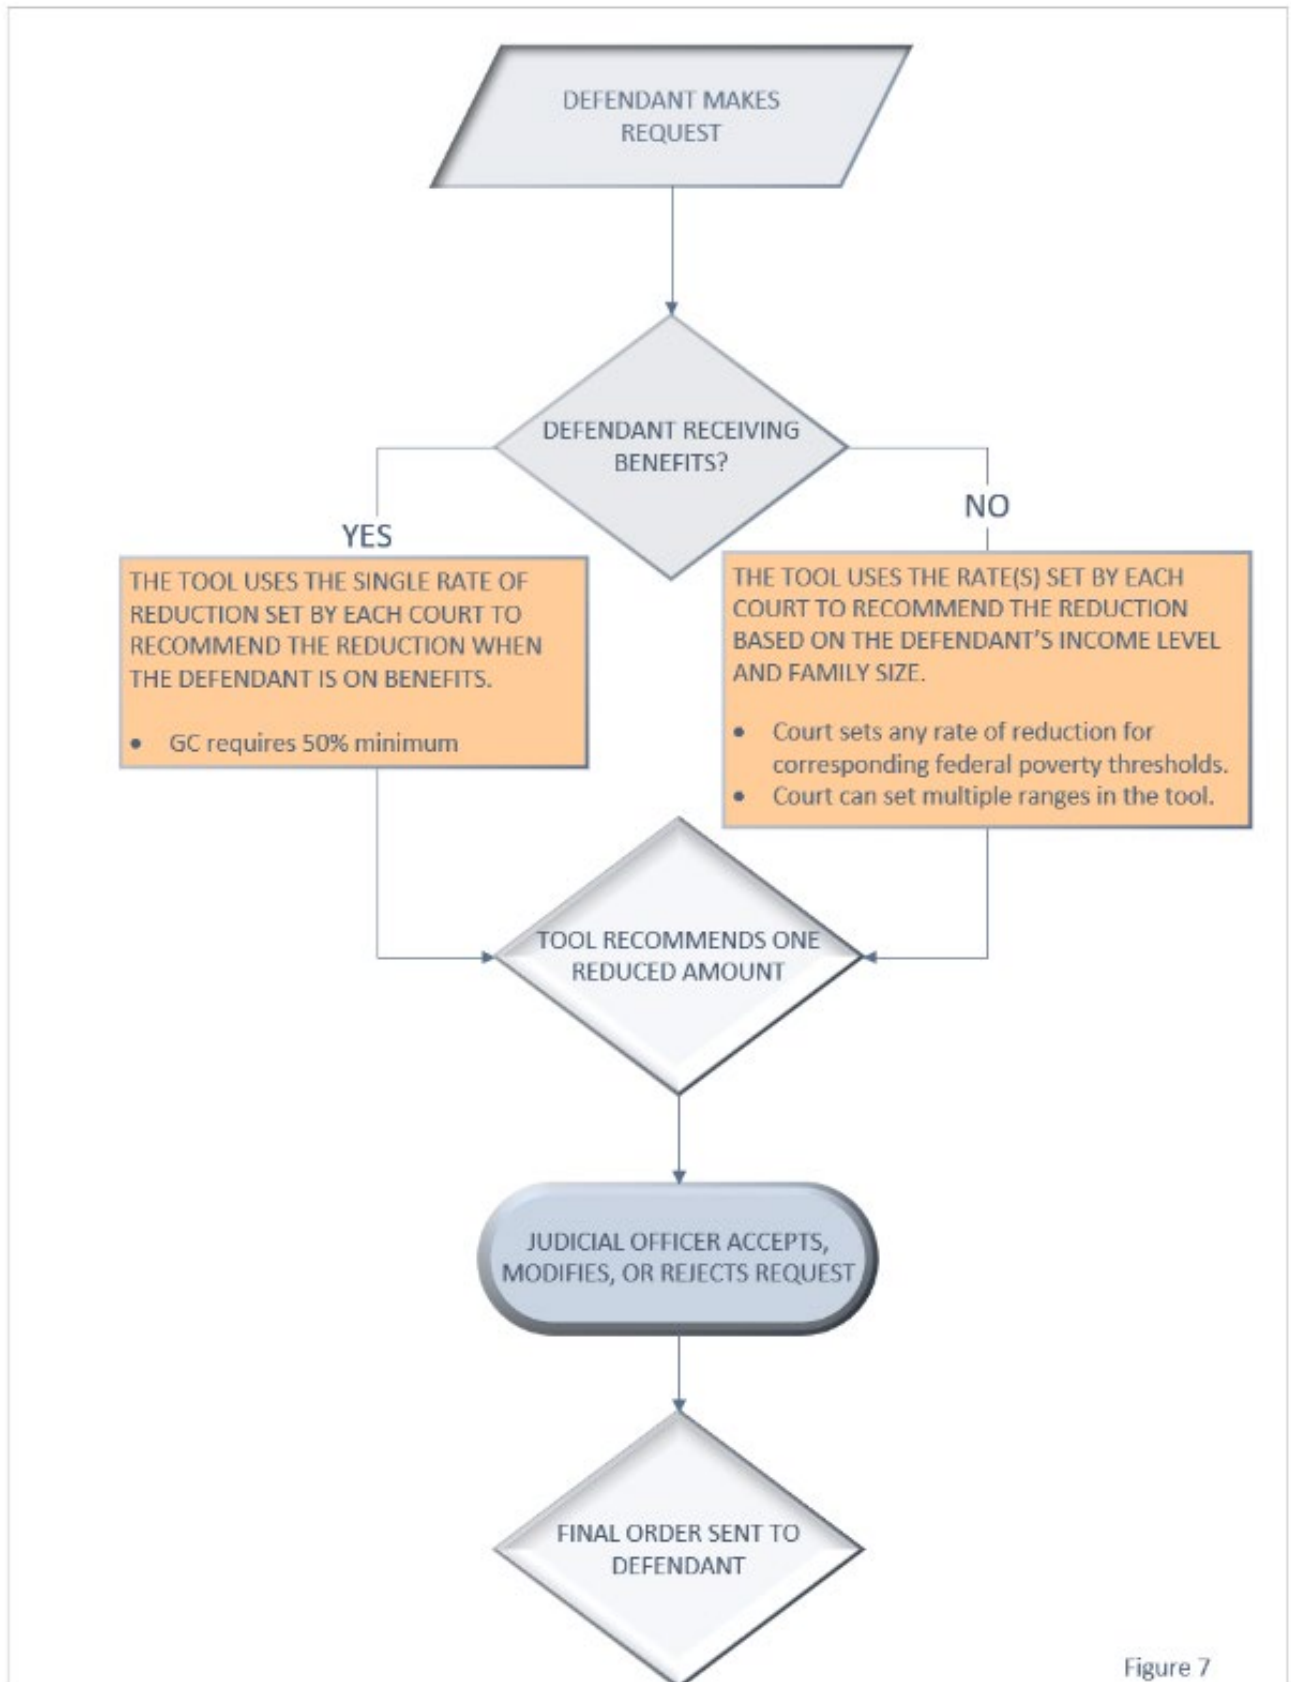 DEFENDANT MAKES
REQUEST
DEFENDANT RECEIVING
BENEFITS?
YES
NO
THE TOOL USES THE SINGLE RATE OF
REDUCTION SET BY EACH COURT TO
RECOMMEND THE REDUCTION WHEN
THE DEFENDANT IS ON BENEFITS.
• GC requires 50% minimum
THE TOOL USES THE RATE(S) SET BY EACH
COURT TO RECOMMEND THE REDUCTION
BASED ON THE DEFENDANT'S INCOME LEVEL
AND FAMILY SIZE.
• Court sets any rate of reduction for
corresponding federal poverty thresholds.
• Court can set multiple ranges in the tool.
TOOL RECOMMENDS ONE
REDUCED AMOUNT
JUDICIAL OFFICER ACCEPTS,
MODIFIES, OR REJECTS REQUEST
FINAL ORDER SENT TO
DEFENDANT
Figure 7